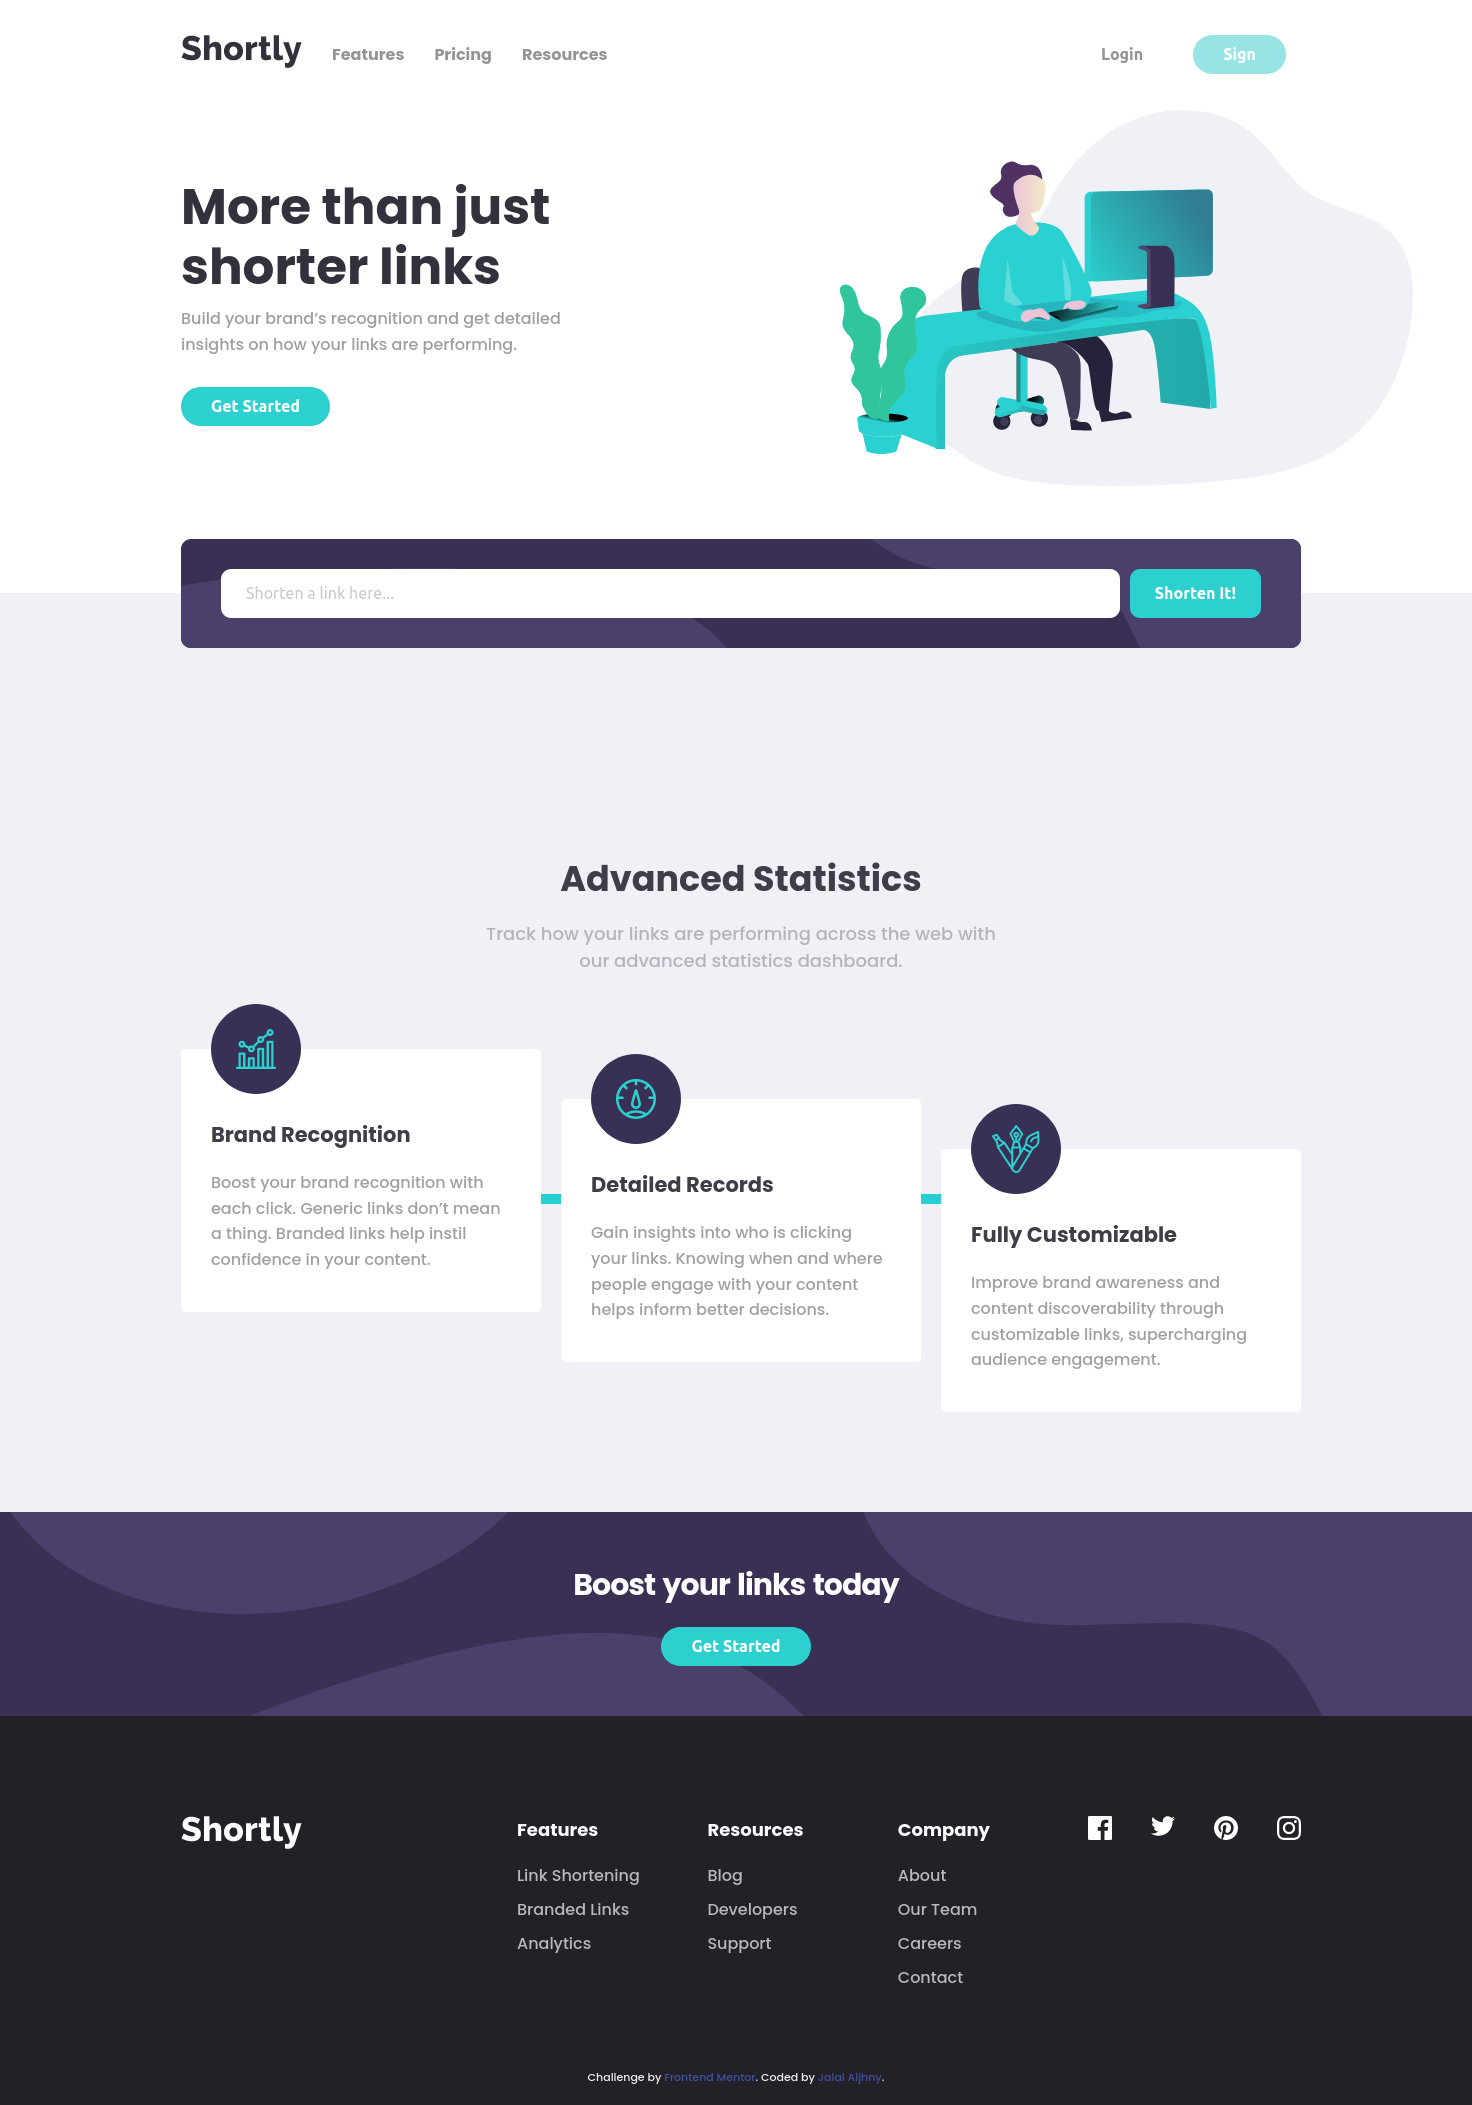 Shortly
Features
Pricing
Resources
Login
Sign
More than just
shorter links
Build your brand’s recognition and get detailed
insights on how your links are performing.
Get Started
Shorten a link here...
Shorten It!
Advanced Statistics
Track how your links are performing across the web with
our advanced statistics dashboard.
Brand Recognition
Boost your brand recognition with
each click. Generic links don’t mean
a thing. Branded links help instil
confidence in your content.
Detailed Records
Gain insights into who is clicking
your links. Knowing when and where
people engage with your content
helps inform better decisions.
Fully Customizable
Improve brand awareness and
content discoverability through
customizable links, supercharging
audience engagement.
Boost your links today
Get Started
Shortly
Features
Link Shortening
Branded Links
Analytics
Resources
Blog
Developers
Support
Company
About
Our Team
Careers
Contact
Challenge by Frontend Mentor. Coded by Jalal Aljhny.